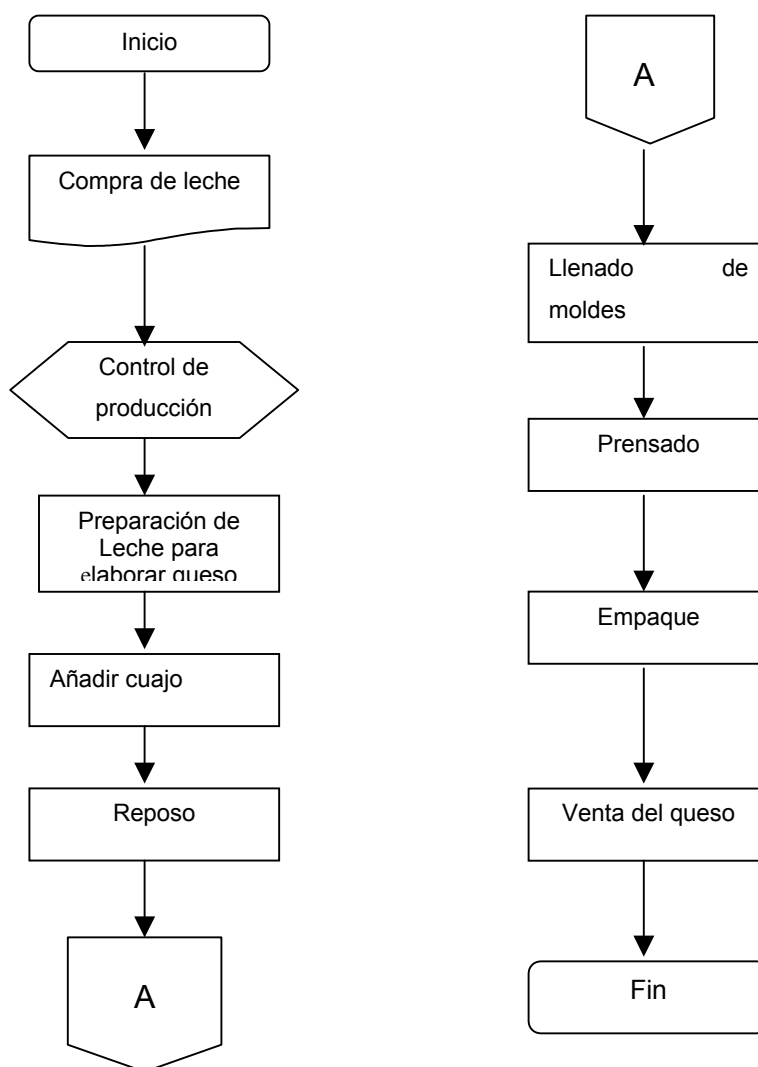 Inicio
Compra de leche
Control de
producción
Preparación de
Leche para
elaborar queso
Añadir cuajo
Reposo
A
A
Llenado de
moldes
Prensado
Empaque
Venta del queso
Fin